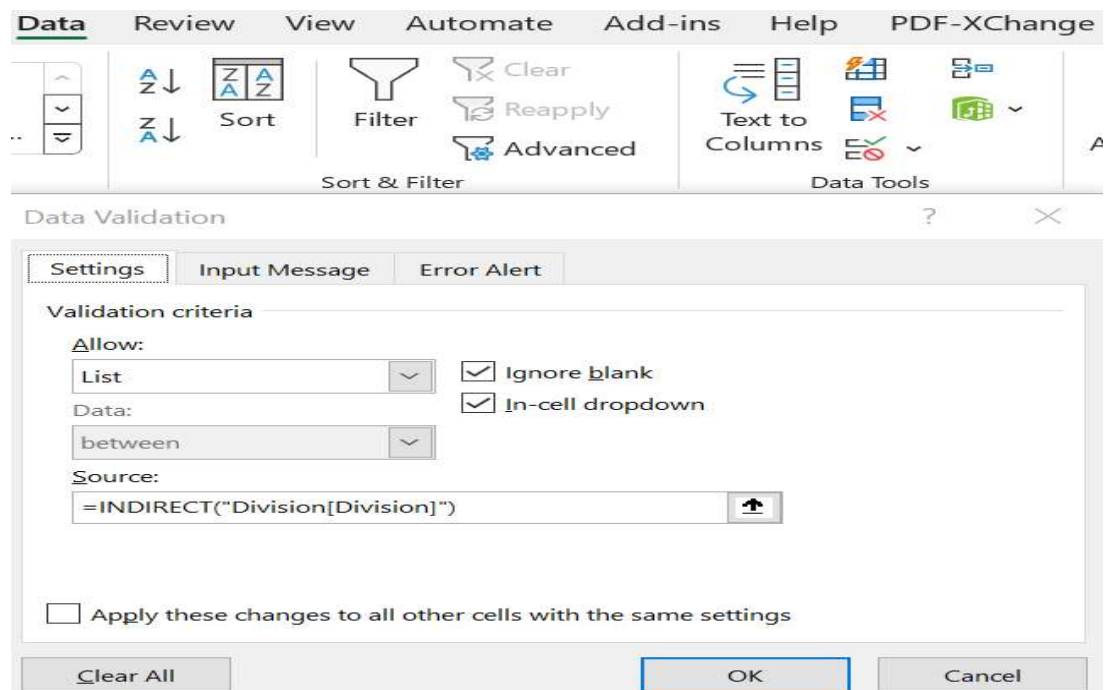 Data Review View Automate Add-ins Help PDF-XChange
Z A
A Z
Sort
Filter
Clear
Reapply
Advanced
Text to
Columns
Sort & Filter
Data Tools
Data Validation ? ×
Settings Input Message Error Alert
Validation criteria
Allow:
List
Ignore blank
Data:
In-cell dropdown
between
Source:
=INDIRECT("Division[Division]")
Apply these changes to all other cells with the same settings
Clear All OK Cancel